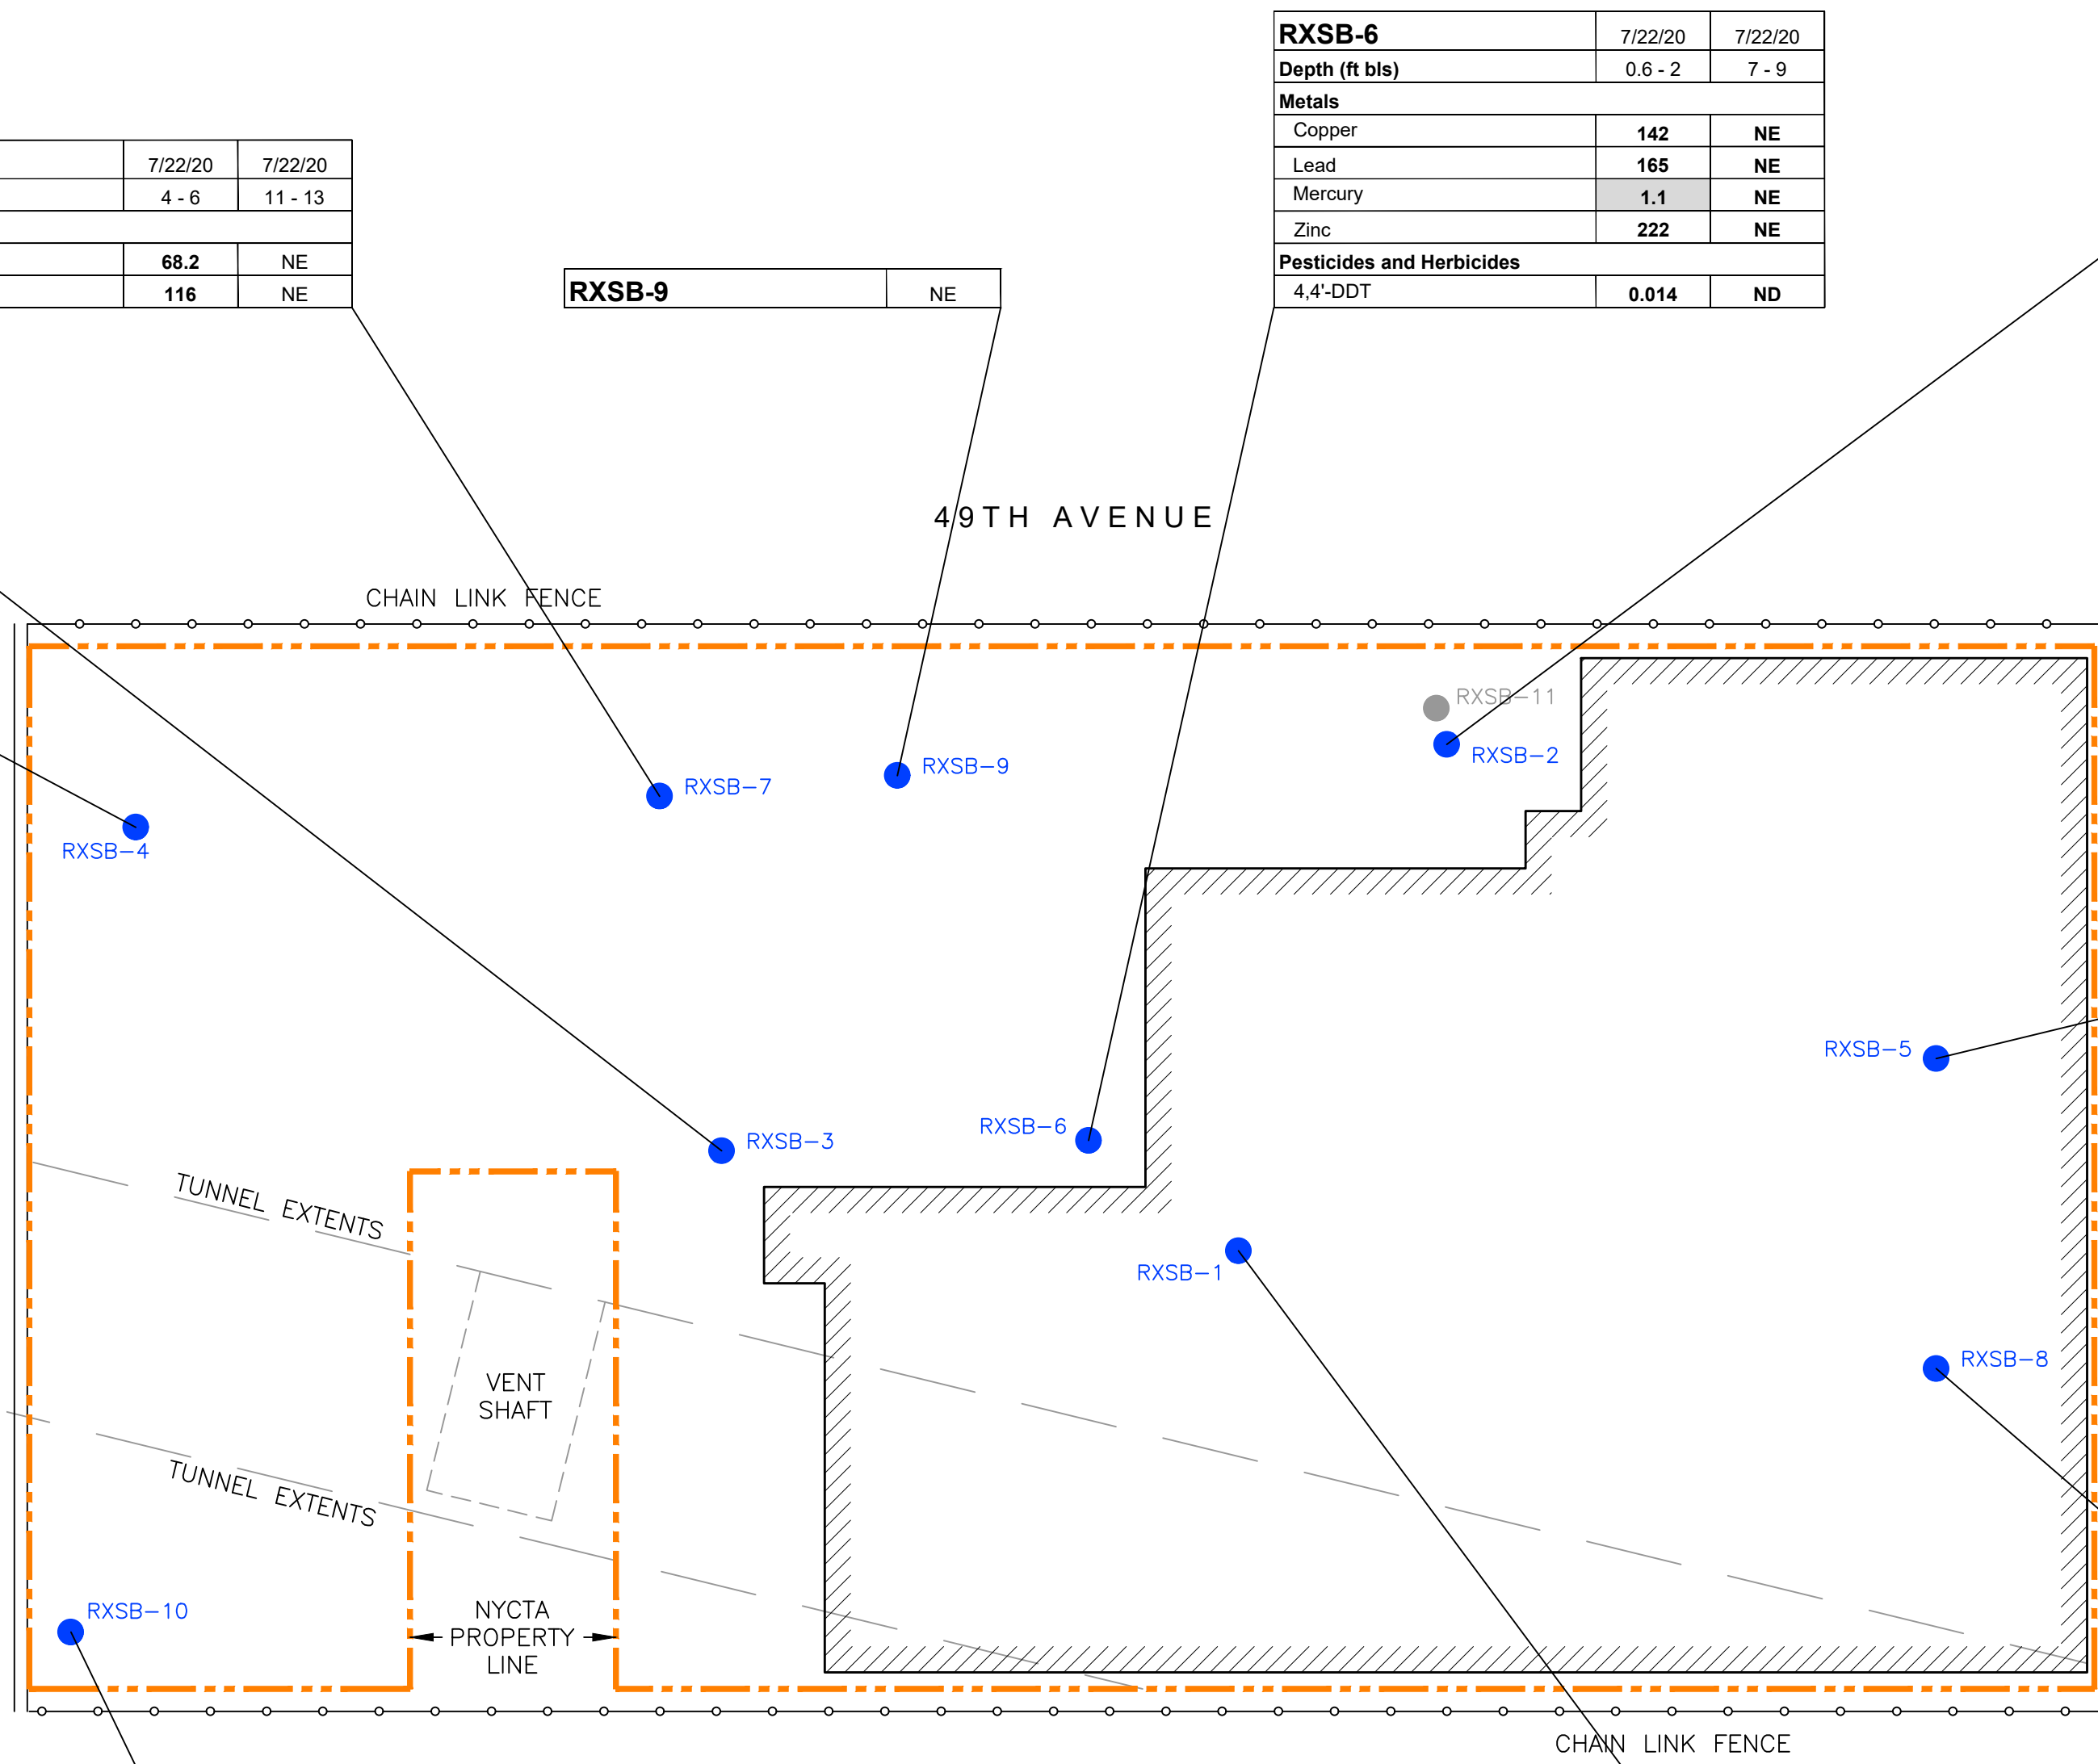 RXSB-6 7/22/20 7/22/20
Depth (ft bls) 0.6 - 2 7 - 9
Metals
Copper 142 NE
Lead 165 NE
Mercury 1.1 NE
Zinc 222 NE
Pesticides and Herbicides
4,4'-DDT 0.014 ND
7/22/20 7/22/20
4 - 6 11 - 13
68.2 NE
116 NE
RXSB-9 NE
49TH AVENUE
CHAIN LINK FENCE
RXSB-11
RXSB-2
RXSB-9
RXSB-7
RXSB-4
RXSB-5
RXSB-6
RXSB-3
TUNNEL EXTENTS
RXSB-1
RXSB-8
VENT
SHAFT
TUNNEL EXTENTS
RXSB-10
NYCTA
PROPERTY
LINE
CHAIN LINK FENCE